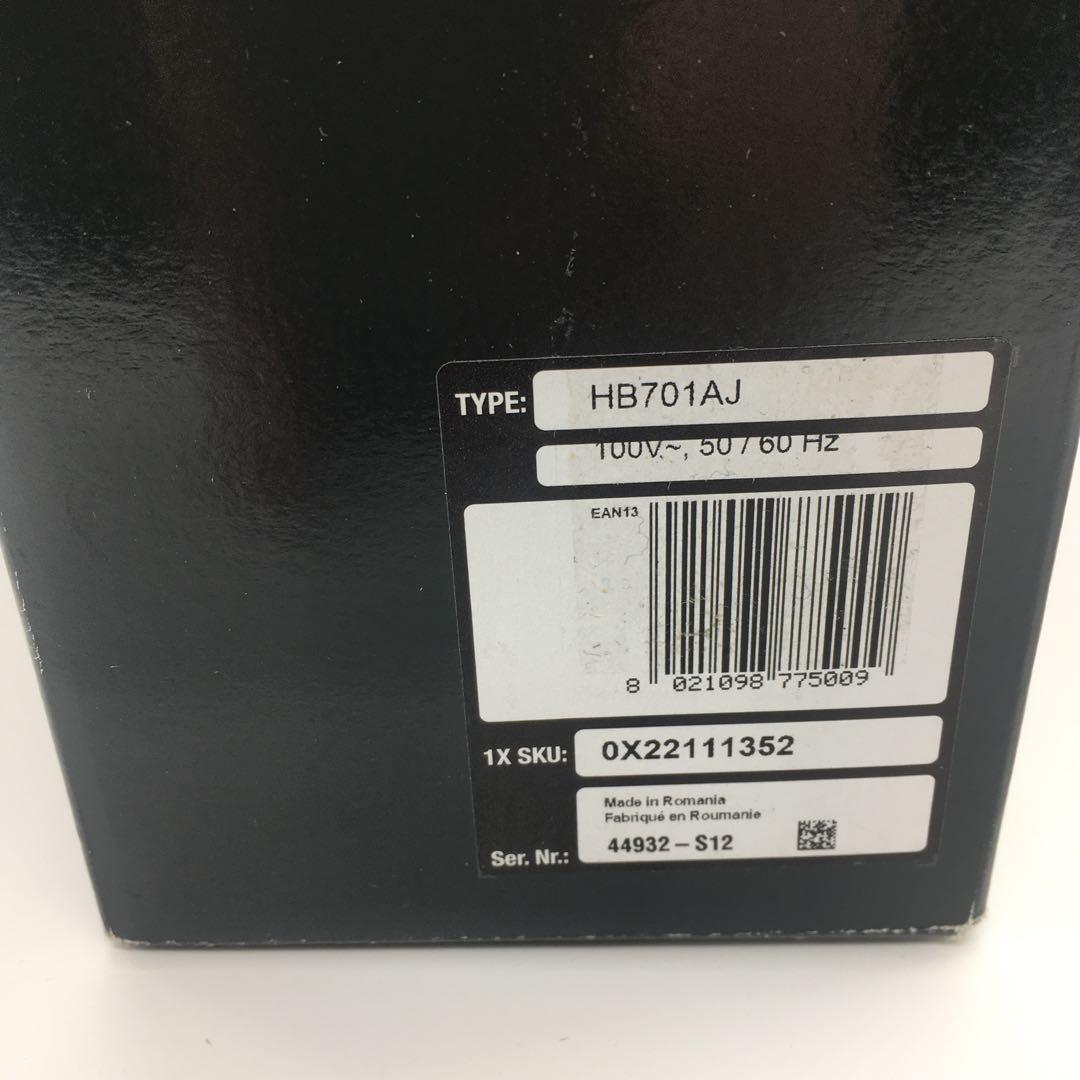 TYPE: HB701AJ
100V~, 50 / 60 Hz
EAN13
8 021098 775009
1X SKU: 0X22111352
Made in Romania
Fabriqué en Roumanie
Ser. Nr.: 44932 – S12